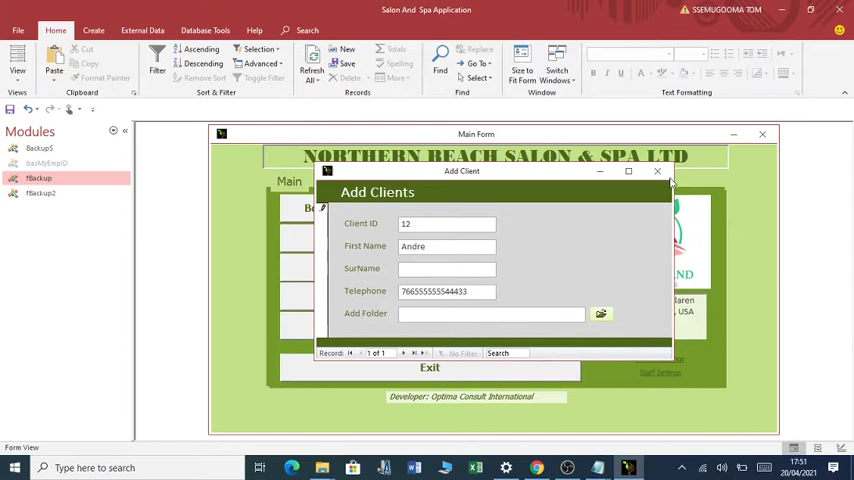 Salon And Spa Application
SSEMUGOOMA TOM
File Home Create External Data Database Tools Help Search
View
Paste
Cut
Copy
Format Painter
Views
Clipboard
Filter
Ascending
Descending
Remove Sort
Selection
Advanced
Toggle Filter
Sort & Filter
Refresh All
New
Save
Delete
Totals
Spelling
More
Records
Find
Replace
Go To
Select
Find
Size to Fit Form
Switch Windows
Window
Text Formatting
Modules
Backup5
basMyEmpID
fBackup
fBackup2
Main Form
NORTHERN BEACH SALON & SPA LTD
Main
Add Client
Add Clients
Client ID 12
First Name Andre
SurName
Telephone 766555555544433
Add Folder
Record: 1 of 1 No Filter Search
, USA
Exit
Staff Settings
Developer: Optima Consult International
Form View
Type here to search
17:51
20/04/2021